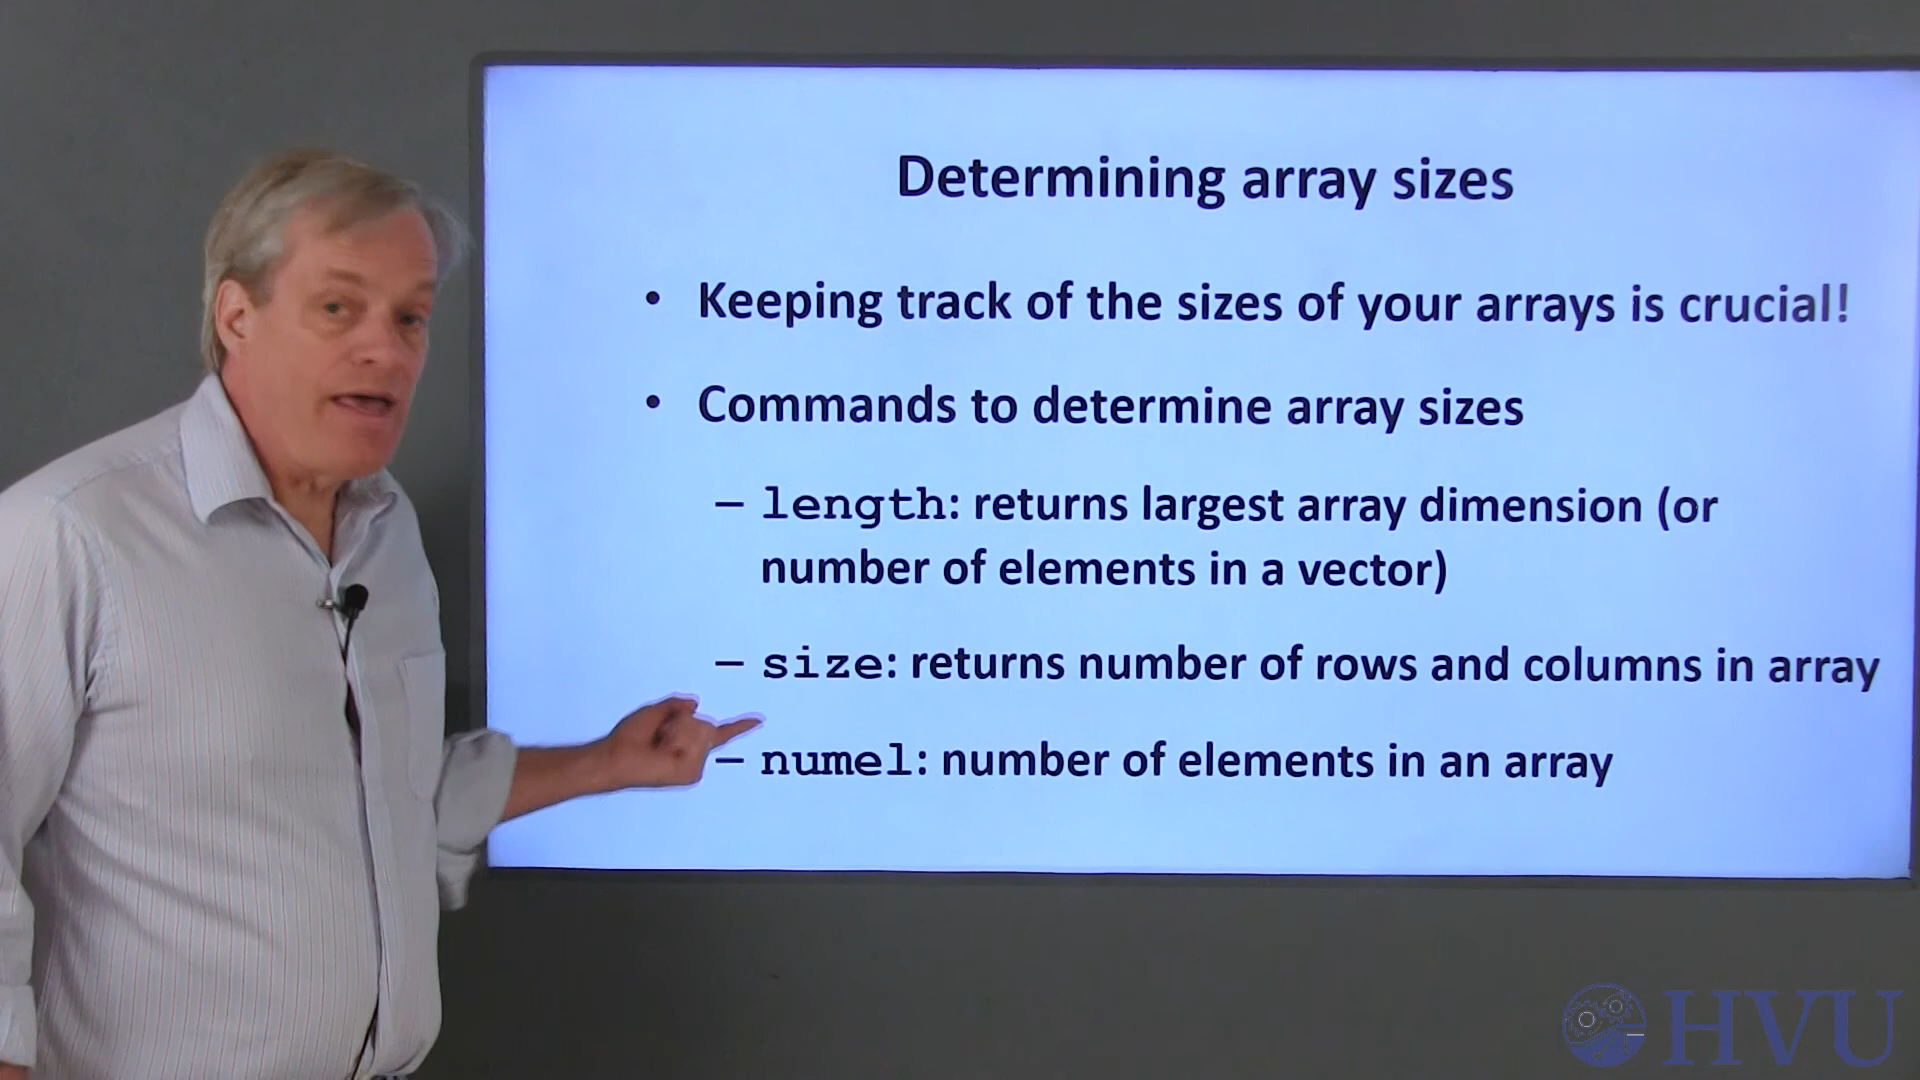 Determining array sizes
• Keeping track of the sizes of your arrays is crucial!
• Commands to determine array sizes
– length: returns largest array dimension (or
number of elements in a vector)
– size: returns number of rows and columns in array
– numel: number of elements in an array
HVU